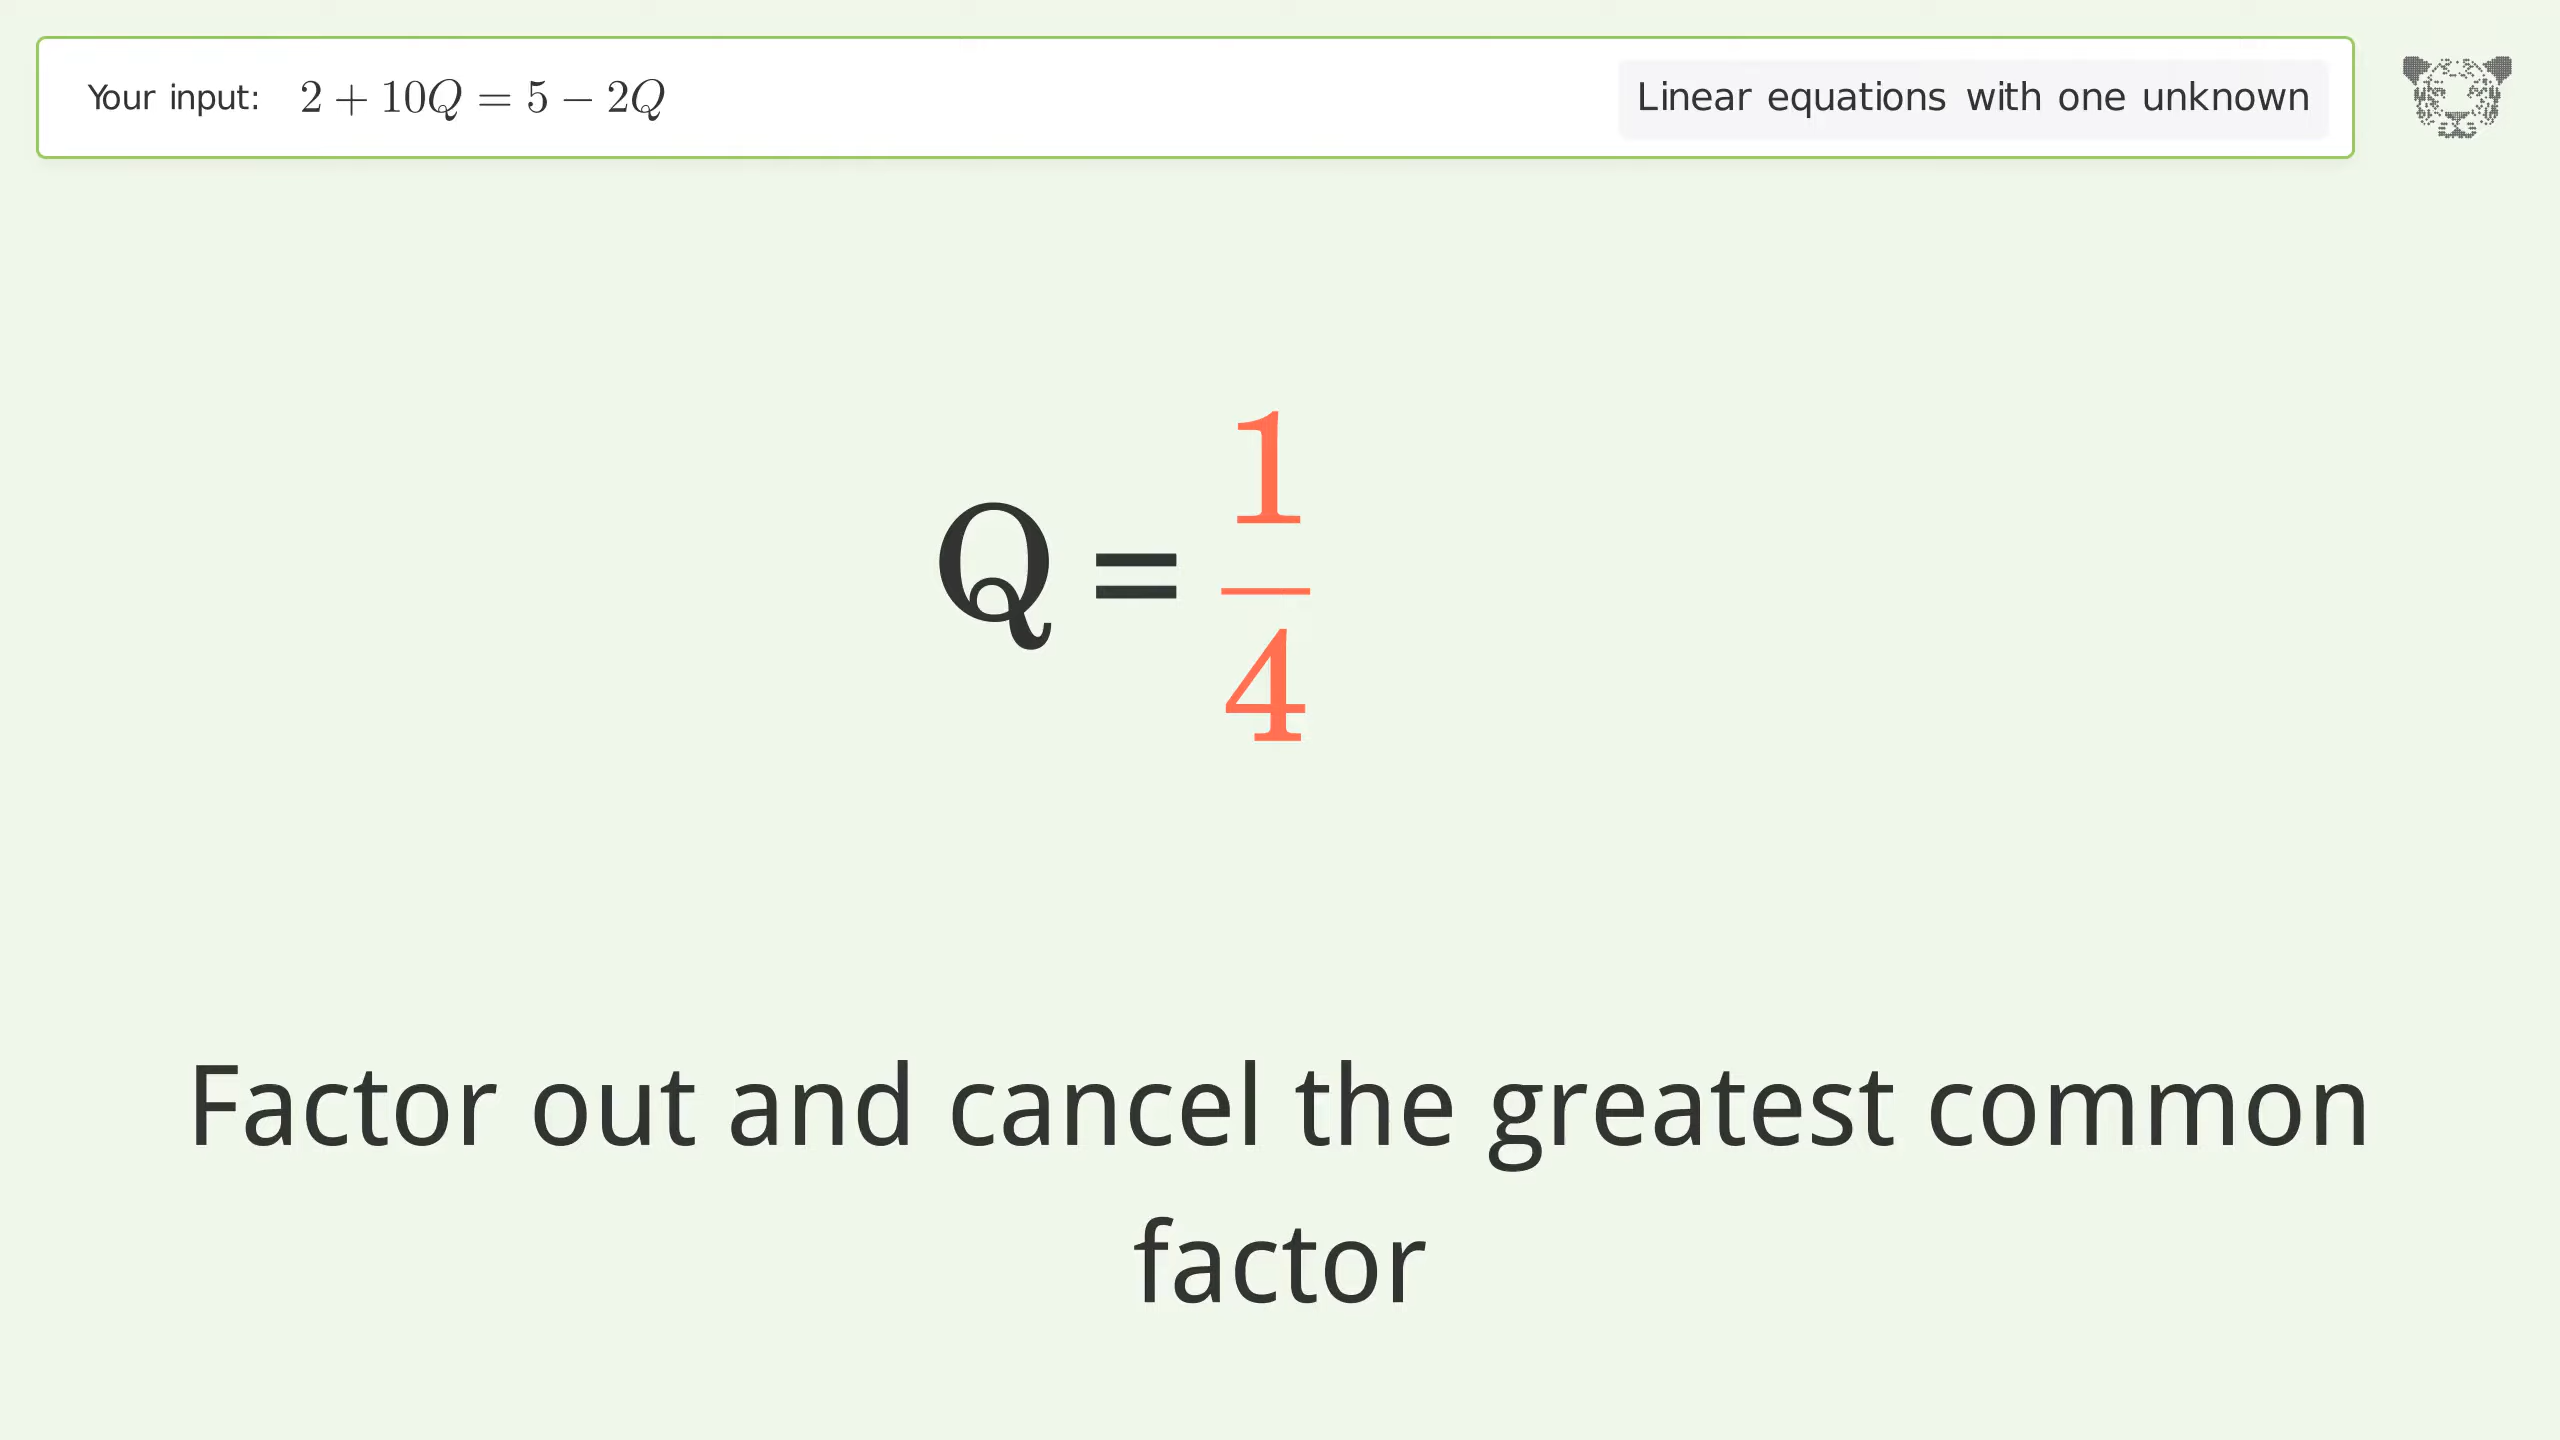 Your input: 2 + 10Q = 5 − 2Q
Linear equations with one unknown
Q = 1/4
Factor out and cancel the greatest common
factor